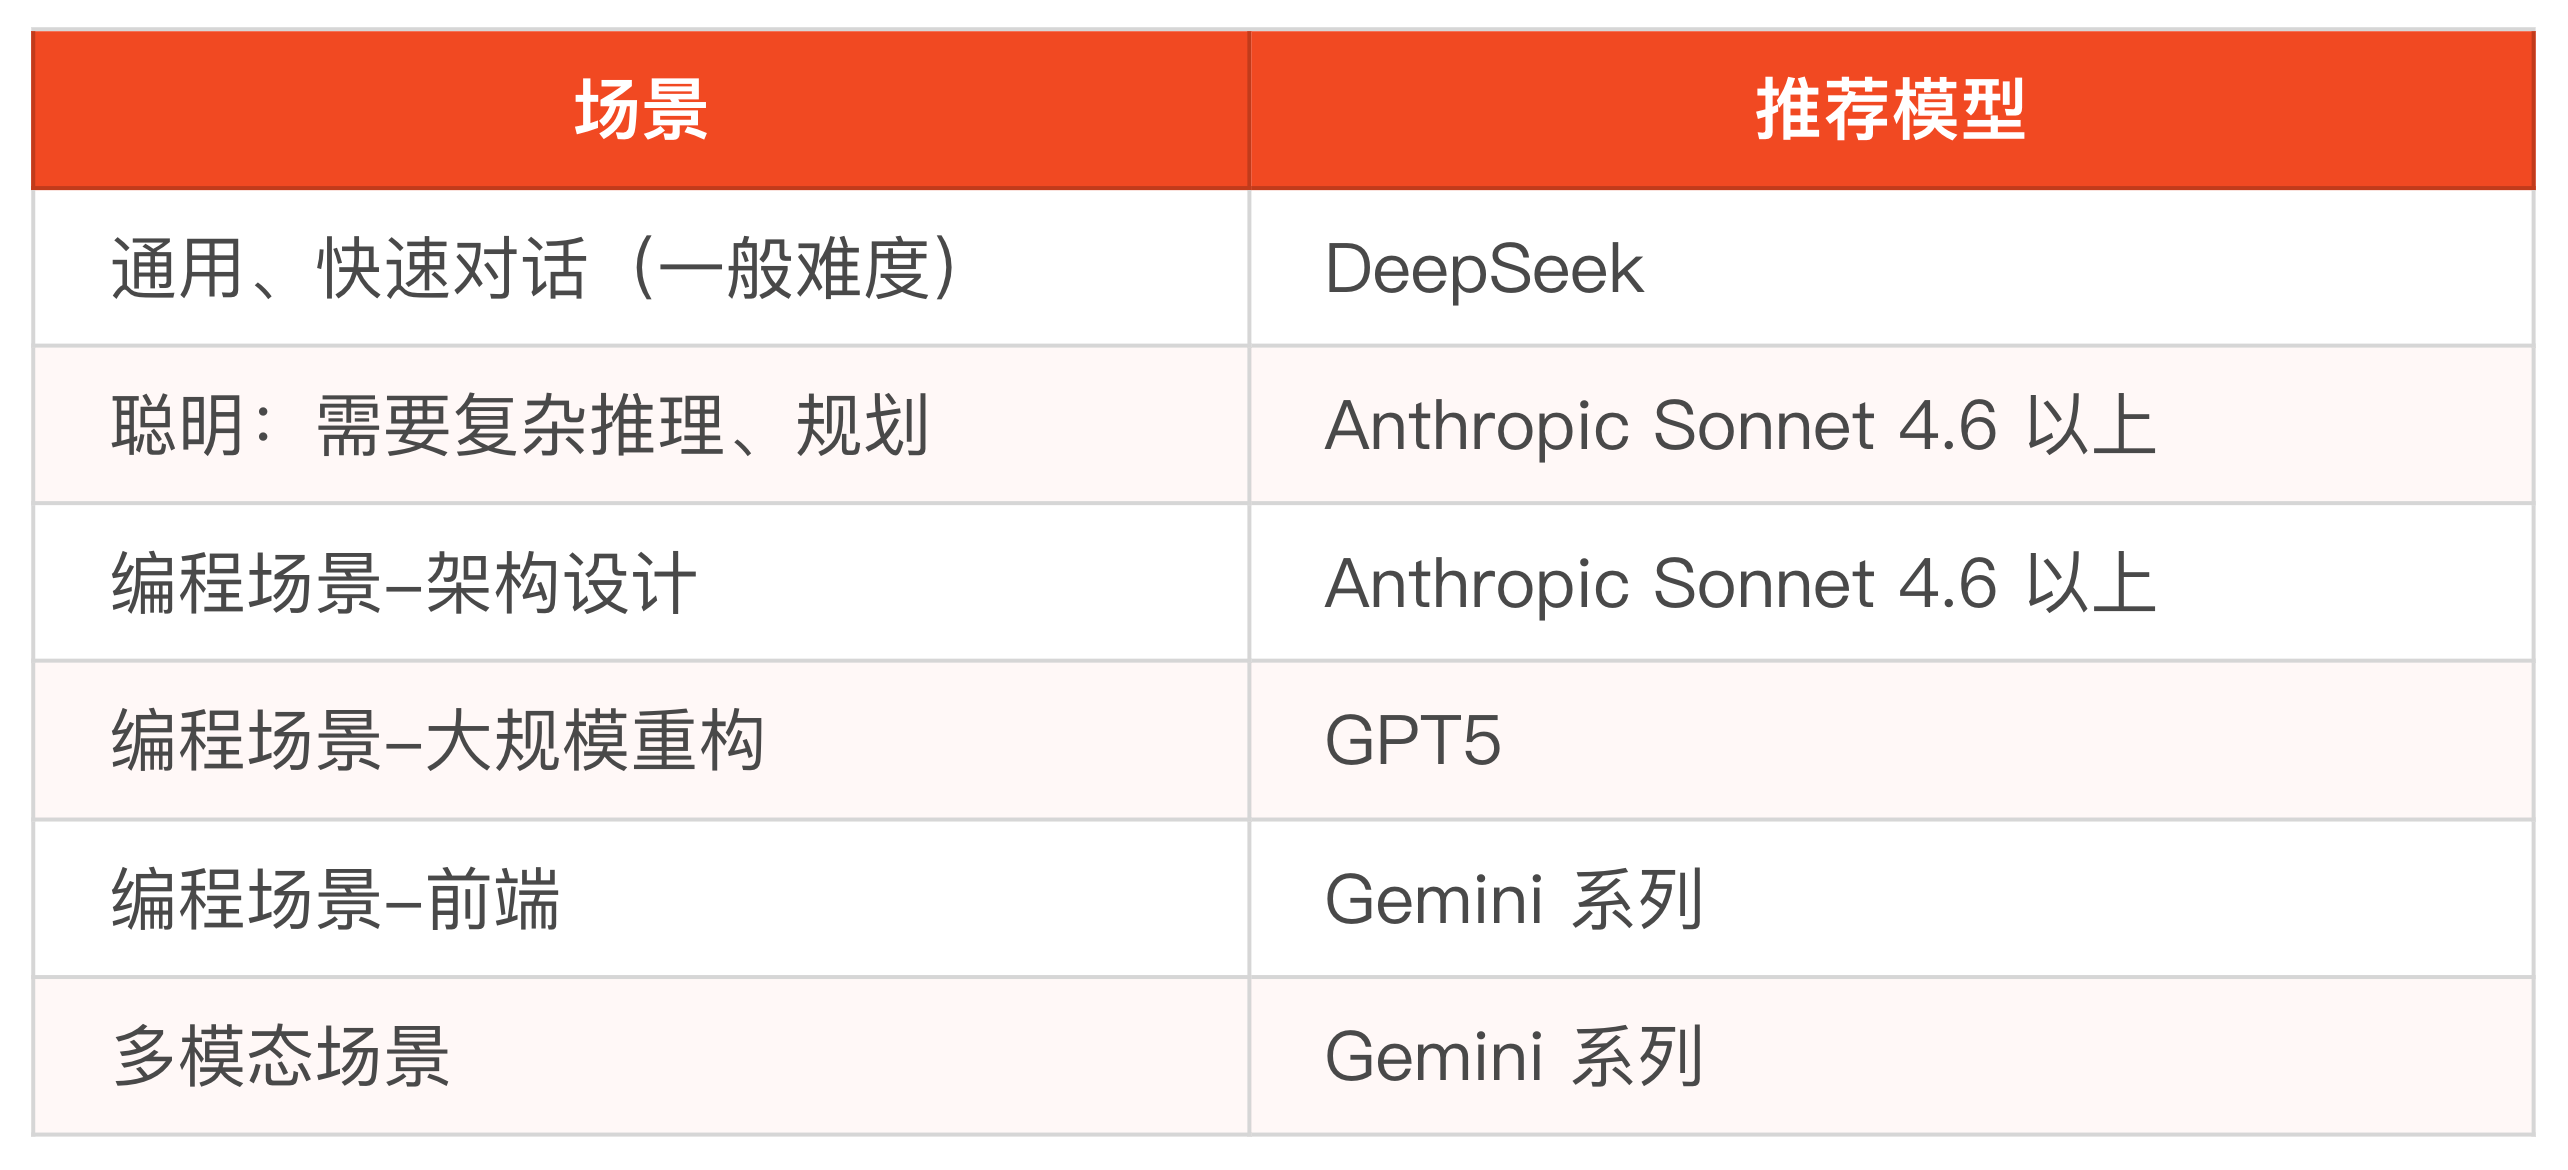 场景 推荐模型
通用、快速对话（一般难度） DeepSeek
聪明：需要复杂推理、规划 Anthropic Sonnet 4.6 以上
编程场景-架构设计 Anthropic Sonnet 4.6 以上
编程场景-大规模重构 GPT5
编程场景-前端 Gemini 系列
多模态场景 Gemini 系列